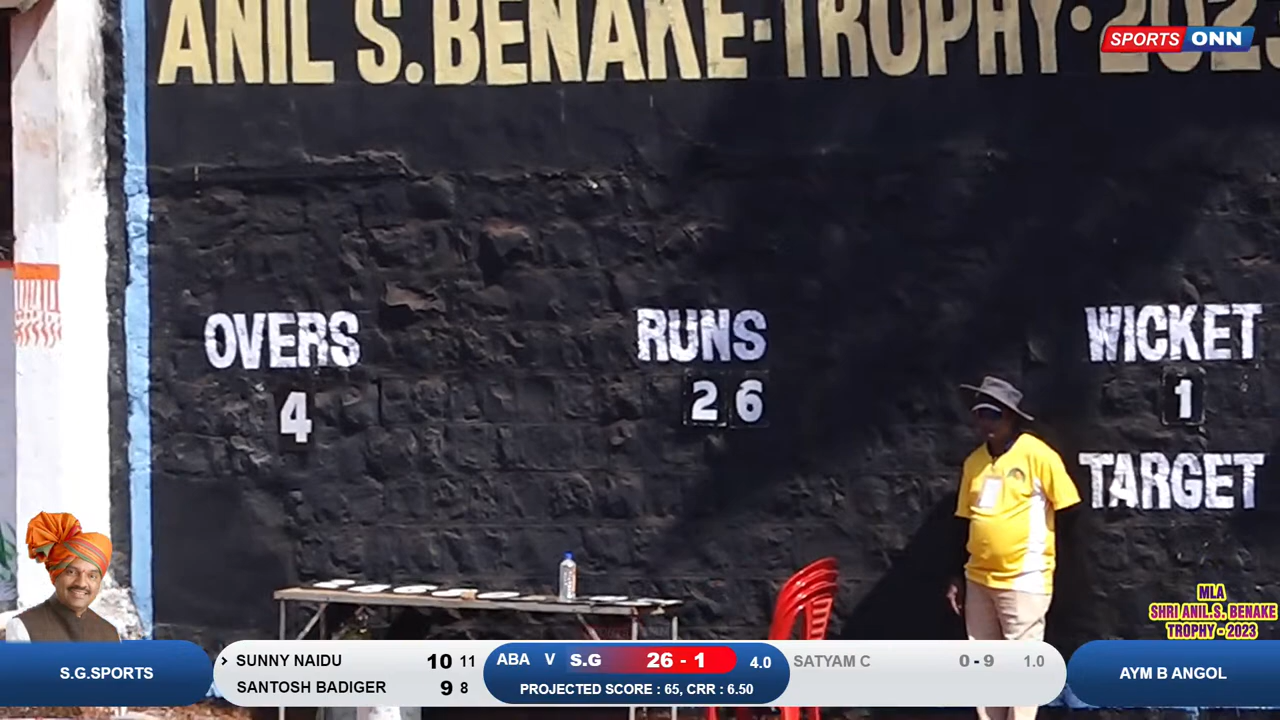 ANIL S. BENAKE-TROPHY-2023
SPORTS ONN
OVERS
RUNS
WICKET
4
26
1
TARGET
MLA
SHRI ANIL.S. BENAKE
TROPHY - 2023
S.G.SPORTS
› SUNNY NAIDU 10 11
SANTOSH BADIGER 9 8
ABA V S.G 26 - 1 4.0
PROJECTED SCORE : 65, CRR : 6.50
SATYAM C 0 - 9 1.0
AYM B ANGOL